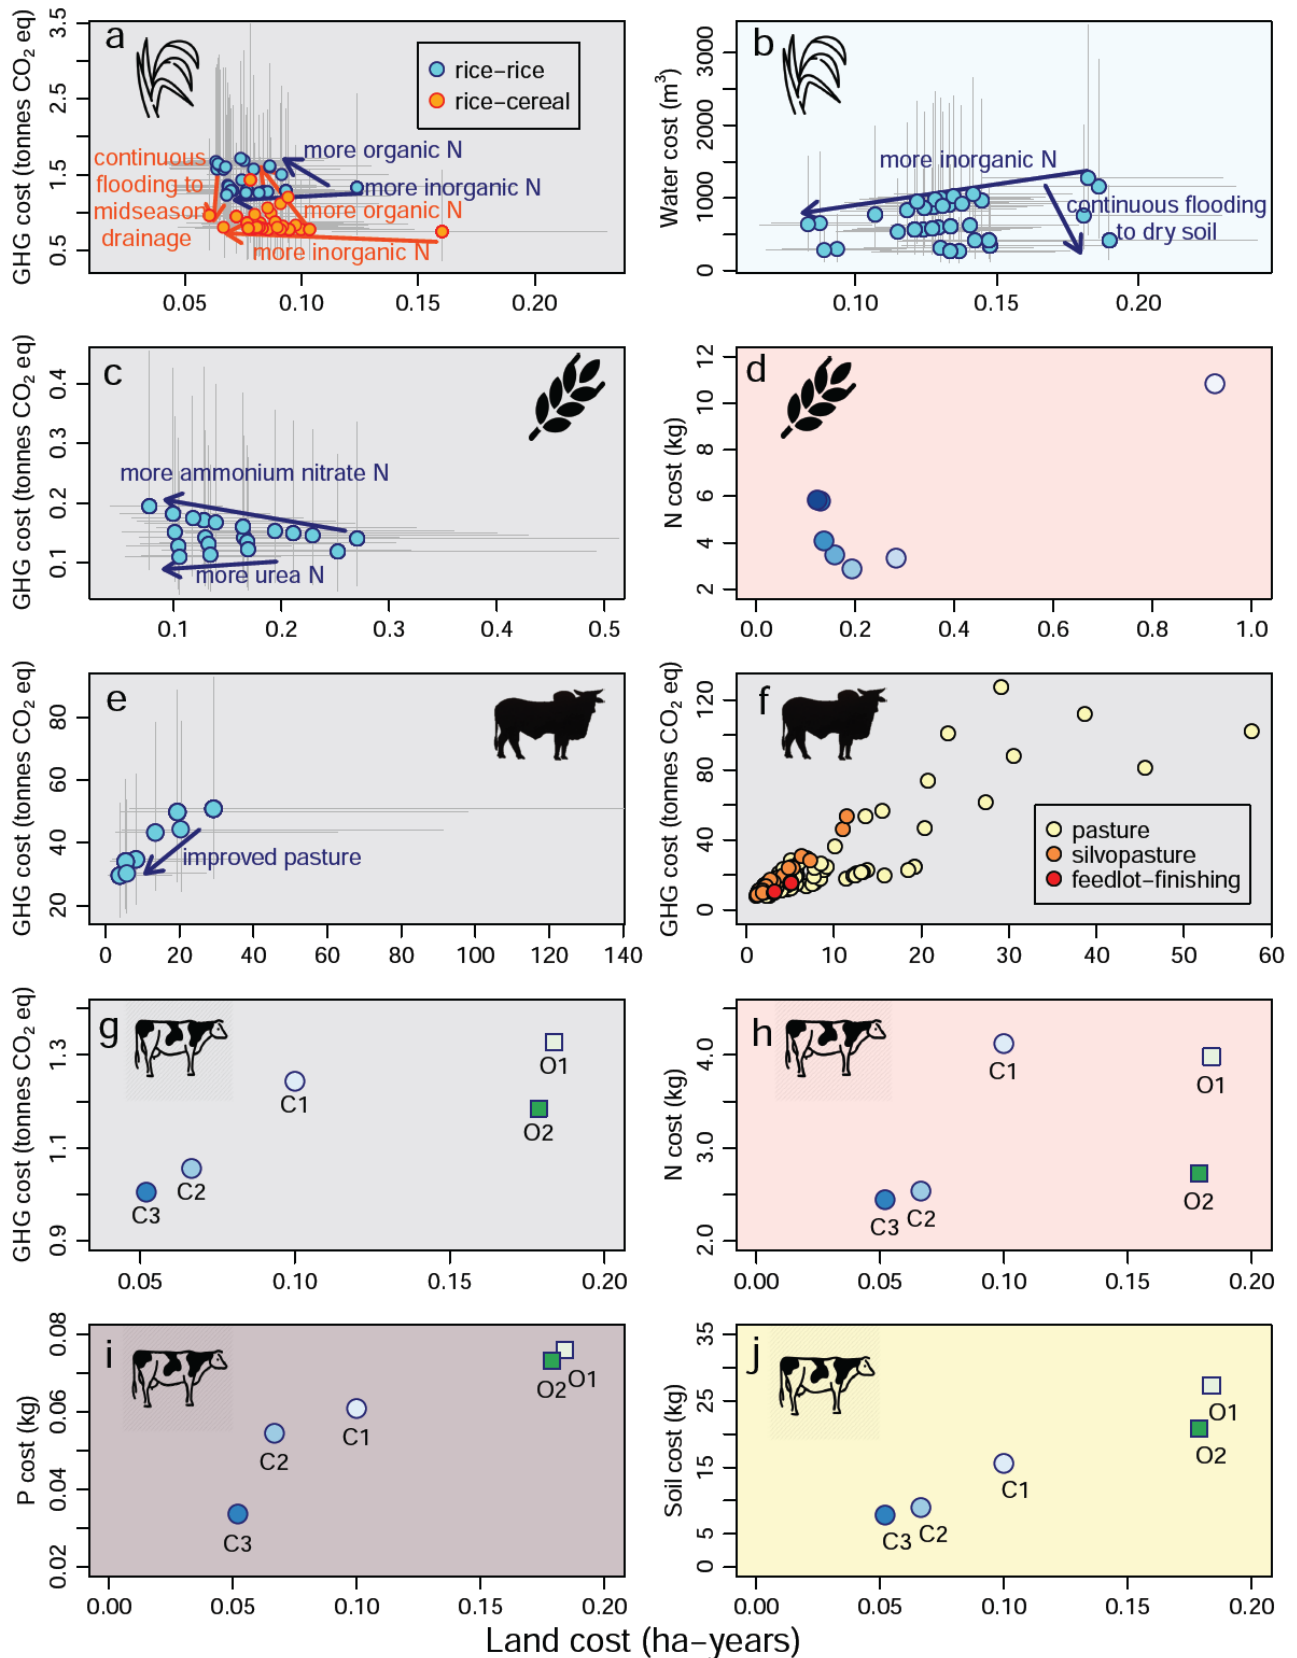 a
GHG cost (tonnes CO₂ eq)
0.5
1.5
2.5
3.5
rice–rice
rice–cereal
continuous
flooding to
midseason
drainage
more organic N
more inorganic N
more organic N
more inorganic N
0.05
0.10
0.15
0.20
b
Water cost (m³)
0
1000
2000
3000
more inorganic N
continuous flooding
to dry soil
0.10
0.15
0.20
c
GHG cost (tonnes CO₂ eq)
0.1
0.2
0.3
0.4
more ammonium nitrate N
more urea N
0.1
0.2
0.3
0.4
0.5
d
N cost (kg)
2
4
6
8
10
12
0.0
0.2
0.4
0.6
0.8
1.0
e
GHG cost (tonnes CO₂ eq)
20
40
60
80
improved pasture
0
20
40
60
80
100
120
140
f
GHG cost (tonnes CO₂ eq)
0
40
80
120
pasture
silvopasture
feedlot–finishing
0
10
20
30
40
50
60
g
GHG cost (tonnes CO₂ eq)
0.9
1.1
1.3
O1
C1
O2
C2
C3
0.05
0.10
0.15
0.20
h
N cost (kg)
2.0
3.0
4.0
C1
O1
O2
C3
C2
0.00
0.05
0.10
0.15
0.20
i
P cost (kg)
0.02
0.04
0.06
0.08
O2
O1
C1
C2
C3
0.00
0.05
0.10
0.15
0.20
j
Soil cost (kg)
0
5
15
25
35
O1
O2
C1
C3
C2
0.00
0.05
0.10
0.15
0.20
Land cost (ha–years)